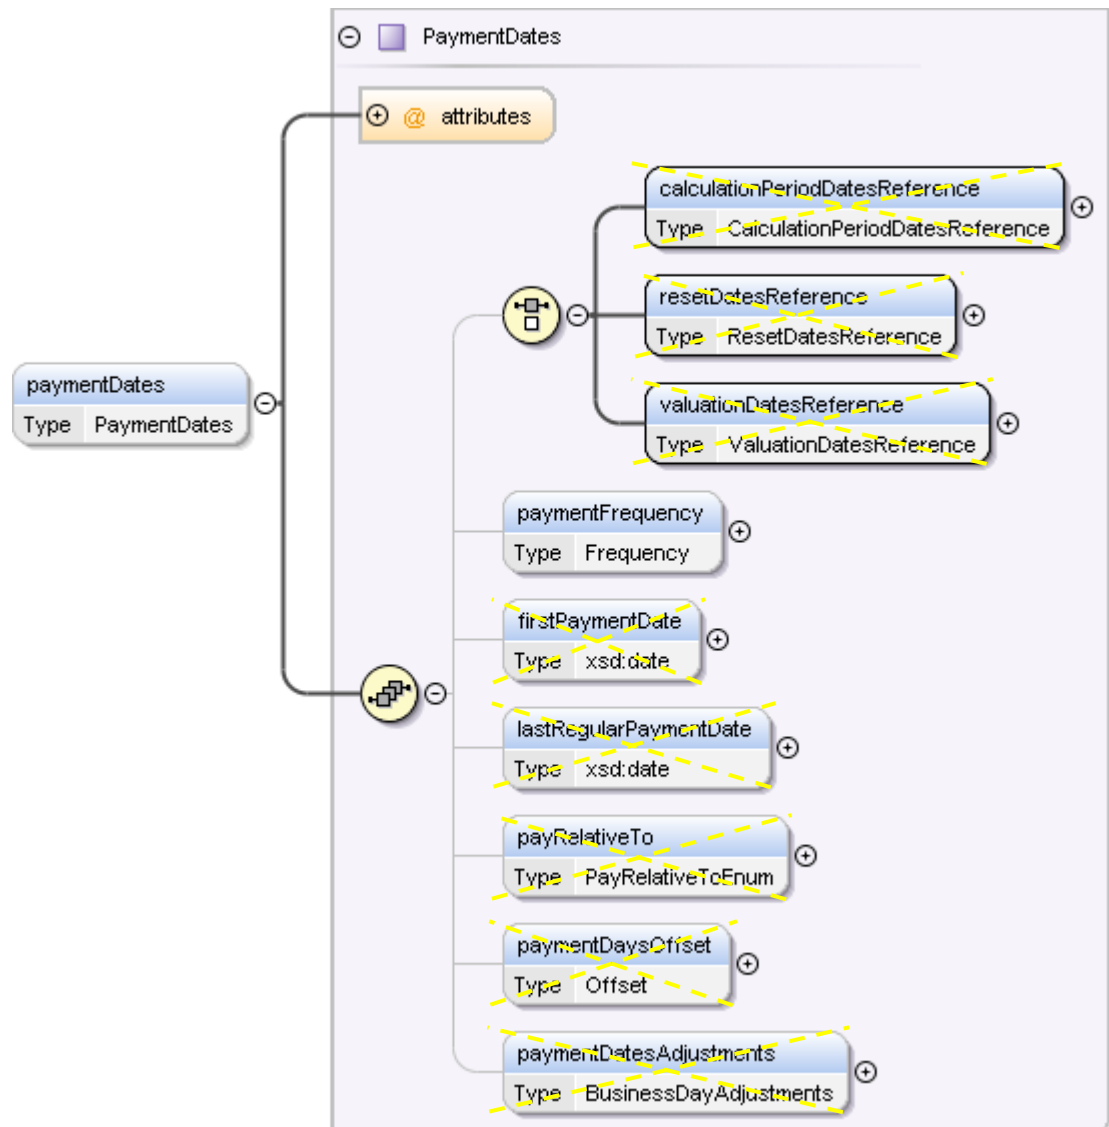 PaymentDates
@ attributes
calculationPeriodDatesReference
Type CalculationPeriodDatesReference
resetDatesReference
Type ResetDatesReference
paymentDates
Type PaymentDates
valuationDatesReference
Type ValuationDatesReference
paymentFrequency
Type Frequency
firstPaymentDate
Type xsd:date
lastRegularPaymentDate
Type xsd:date
payRelativeTo
Type PayRelativeToEnum
paymentDaysOffset
Type Offset
paymentDatesAdjustments
Type BusinessDayAdjustments